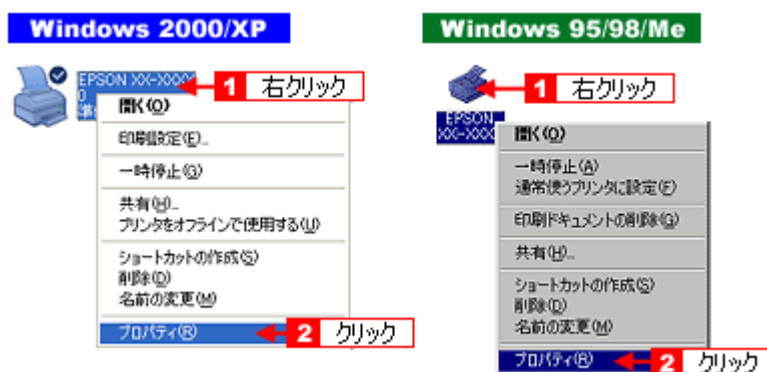 Windows 2000/XP
EPSON XX-XXXX
0
1 右クリック
開く(O)
印刷設定(E)...
一時停止(G)
共有(H)...
プリンタをオフラインで使用する(U)
ショートカットの作成(S)
削除(D)
名前の変更(M)
プロパティ(R)
2 クリック
Windows 95/98/Me
1 右クリック
EPSON
XX-XXXX
開く(O)
一時停止(A)
通常使うプリンタに設定(F)
印刷ドキュメントの削除(G)
共有(H)...
ショートカットの作成(S)
削除(D)
名前の変更(M)
プロパティ(R)
2 クリック